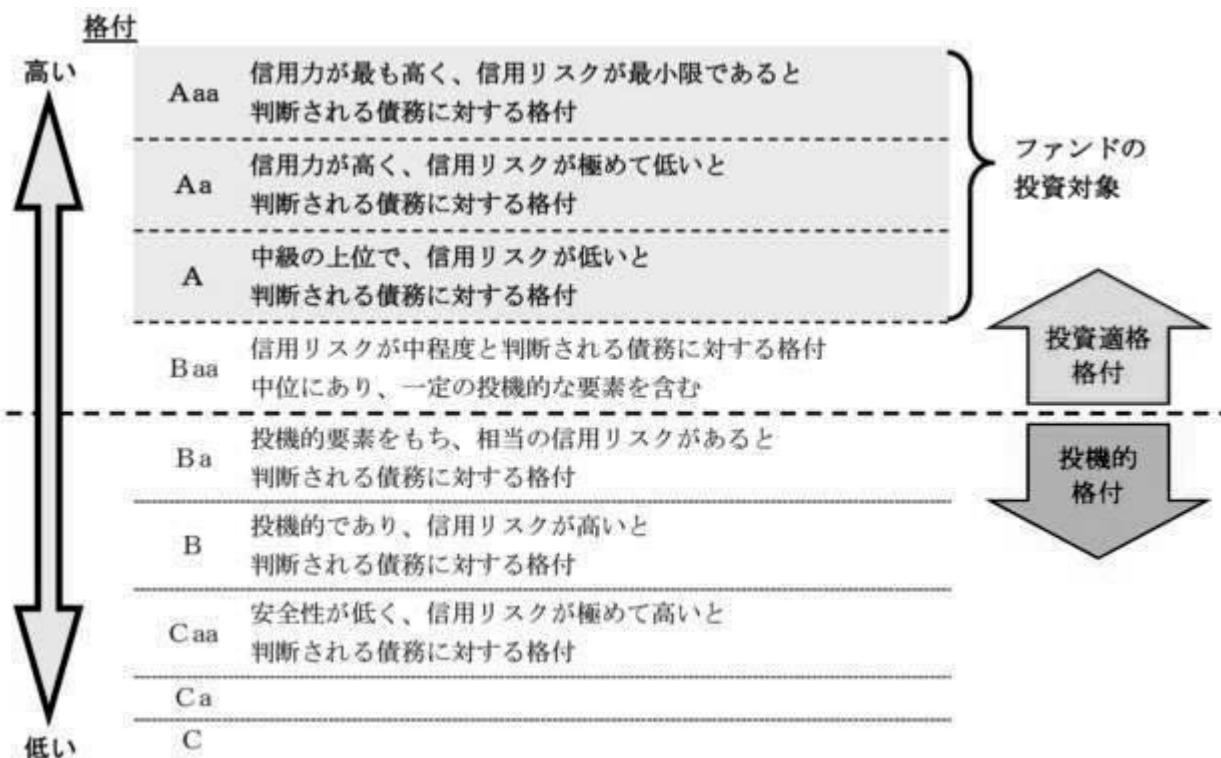 格付
高い
Aaa
信用力が最も高く、信用リスクが最小限であると
判断される債務に対する格付
Aa
信用力が高く、信用リスクが極めて低いと
判断される債務に対する格付
A
中級の上位で、信用リスクが低いと
判断される債務に対する格付
ファンドの
投資対象
Baa
信用リスクが中程度と判断される債務に対する格付
中位にあり、一定の投機的な要素を含む
投資適格
格付
Ba
投機的要素をもち、相当の信用リスクがあると
判断される債務に対する格付
投機的
格付
B
投機的であり、信用リスクが高いと
判断される債務に対する格付
Caa
安全性が低く、信用リスクが極めて高いと
判断される債務に対する格付
Ca
C
低い